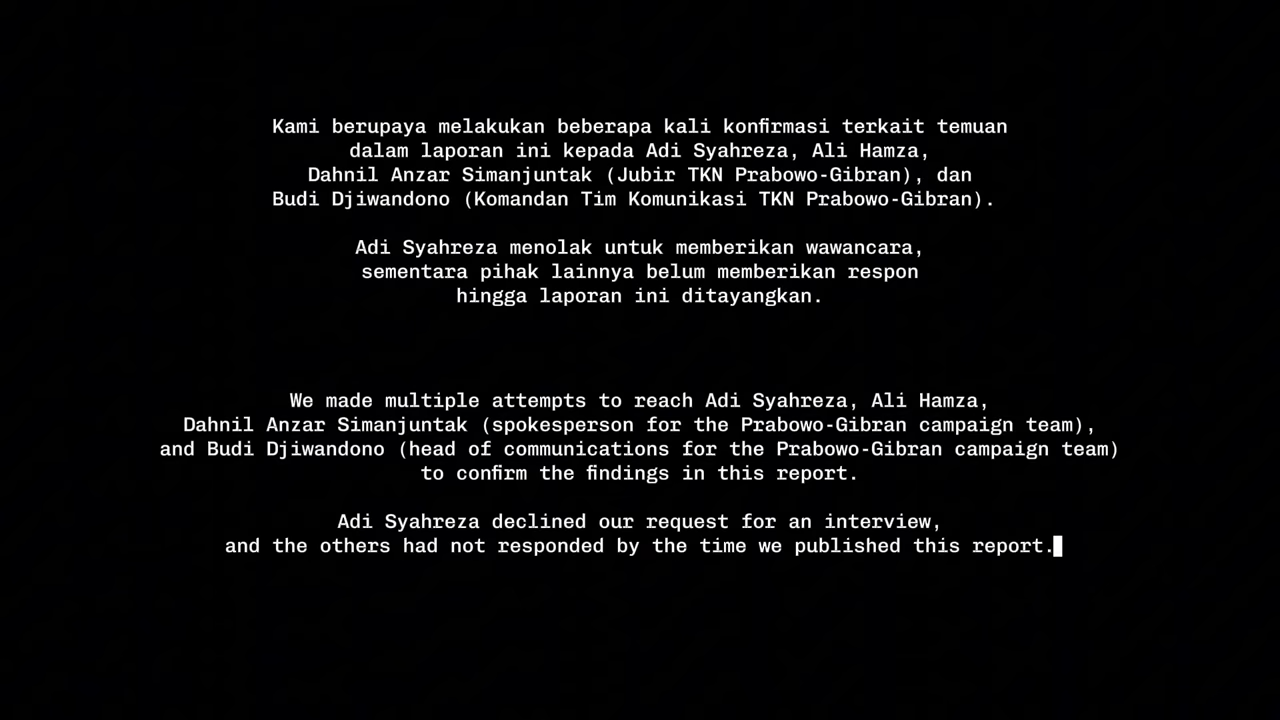 Kami berupaya melakukan beberapa kali konfirmasi terkait temuan
dalam laporan ini kepada Adi Syahreza, Ali Hamza,
Dahnil Anzar Simanjuntak (Jubir TKN Prabowo-Gibran), dan
Budi Djiwandono (Komandan Tim Komunikasi TKN Prabowo-Gibran).
Adi Syahreza menolak untuk memberikan wawancara,
sementara pihak lainnya belum memberikan respon
hingga laporan ini ditayangkan.
We made multiple attempts to reach Adi Syahreza, Ali Hamza,
Dahnil Anzar Simanjuntak (spokesperson for the Prabowo-Gibran campaign team),
and Budi Djiwandono (head of communications for the Prabowo-Gibran campaign team)
to confirm the findings in this report.
Adi Syahreza declined our request for an interview,
and the others had not responded by the time we published this report.